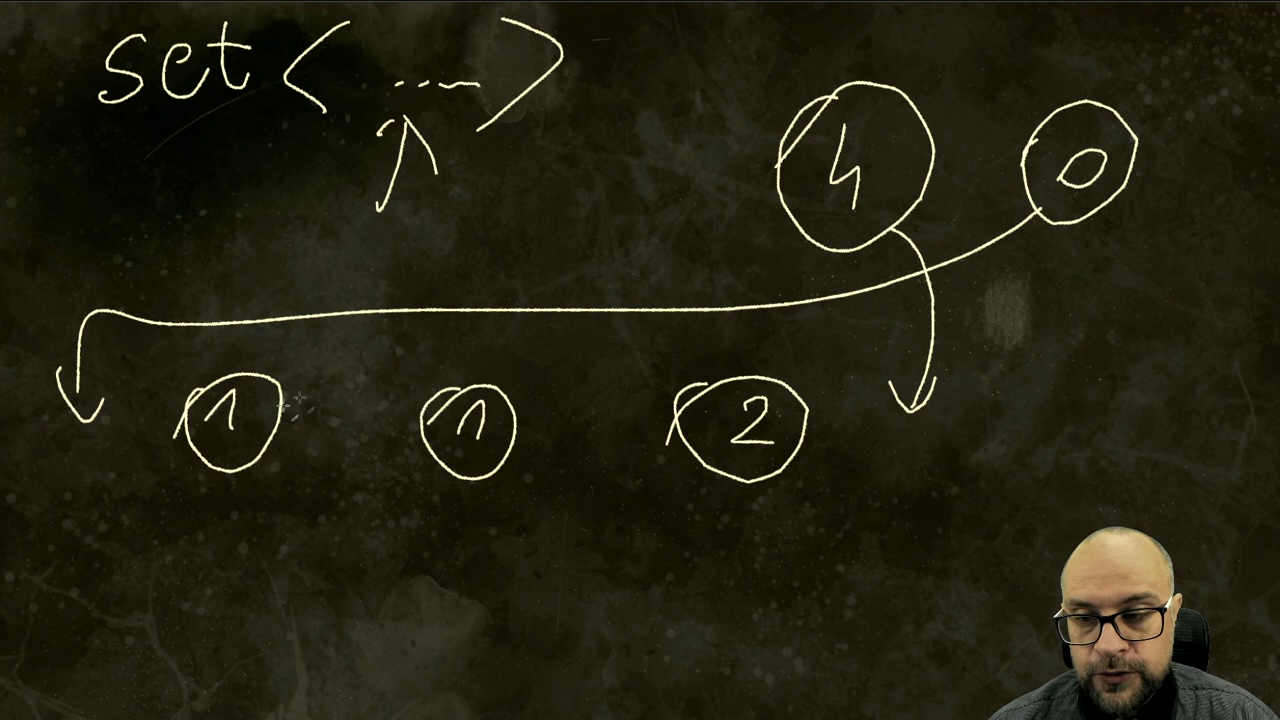 set < ...._ >
4 0
1 1 2